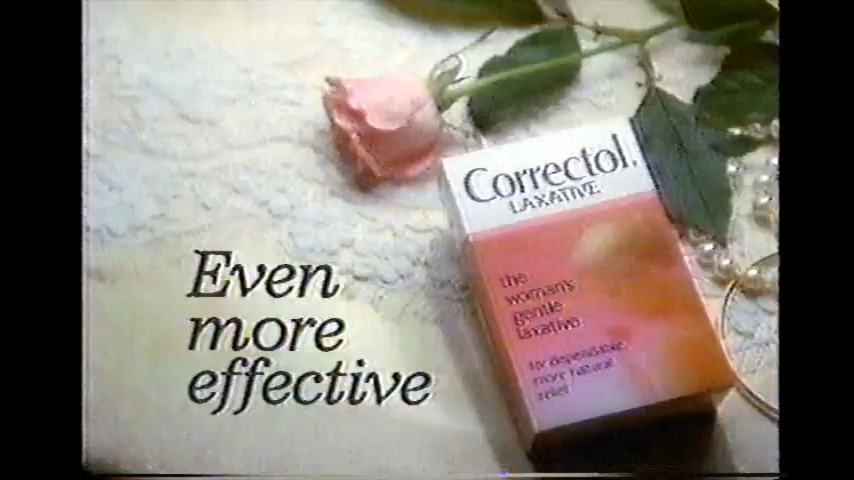 Correctol.
LAXATIVE
the
woman's
gentle
laxative
for dependable,
more natural
relief
Even
more
effective